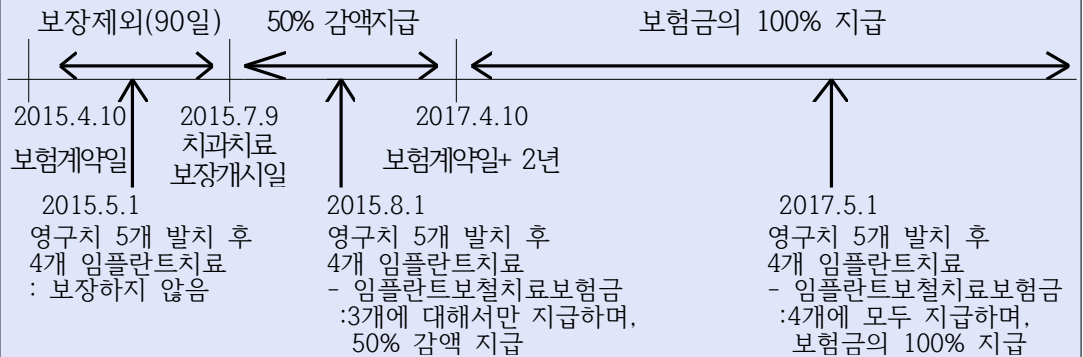 보장제외(90일) 50% 감액지급 보험금의 100% 지급
2015.4.10 2015.7.9 2017.4.10
보험계약일 치과치료 보장개시일 보험계약일+ 2년
2015.5.1
영구치 5개 발치 후
4개 임플란트치료
: 보장하지 않음
2015.8.1
영구치 5개 발치 후
4개 임플란트치료
- 임플란트보철치료보험금
:3개에 대해서만 지급하며,
50% 감액 지급
2017.5.1
영구치 5개 발치 후
4개 임플란트치료
- 임플란트보철치료보험금
:4개에 모두 지급하며,
보험금의 100% 지급